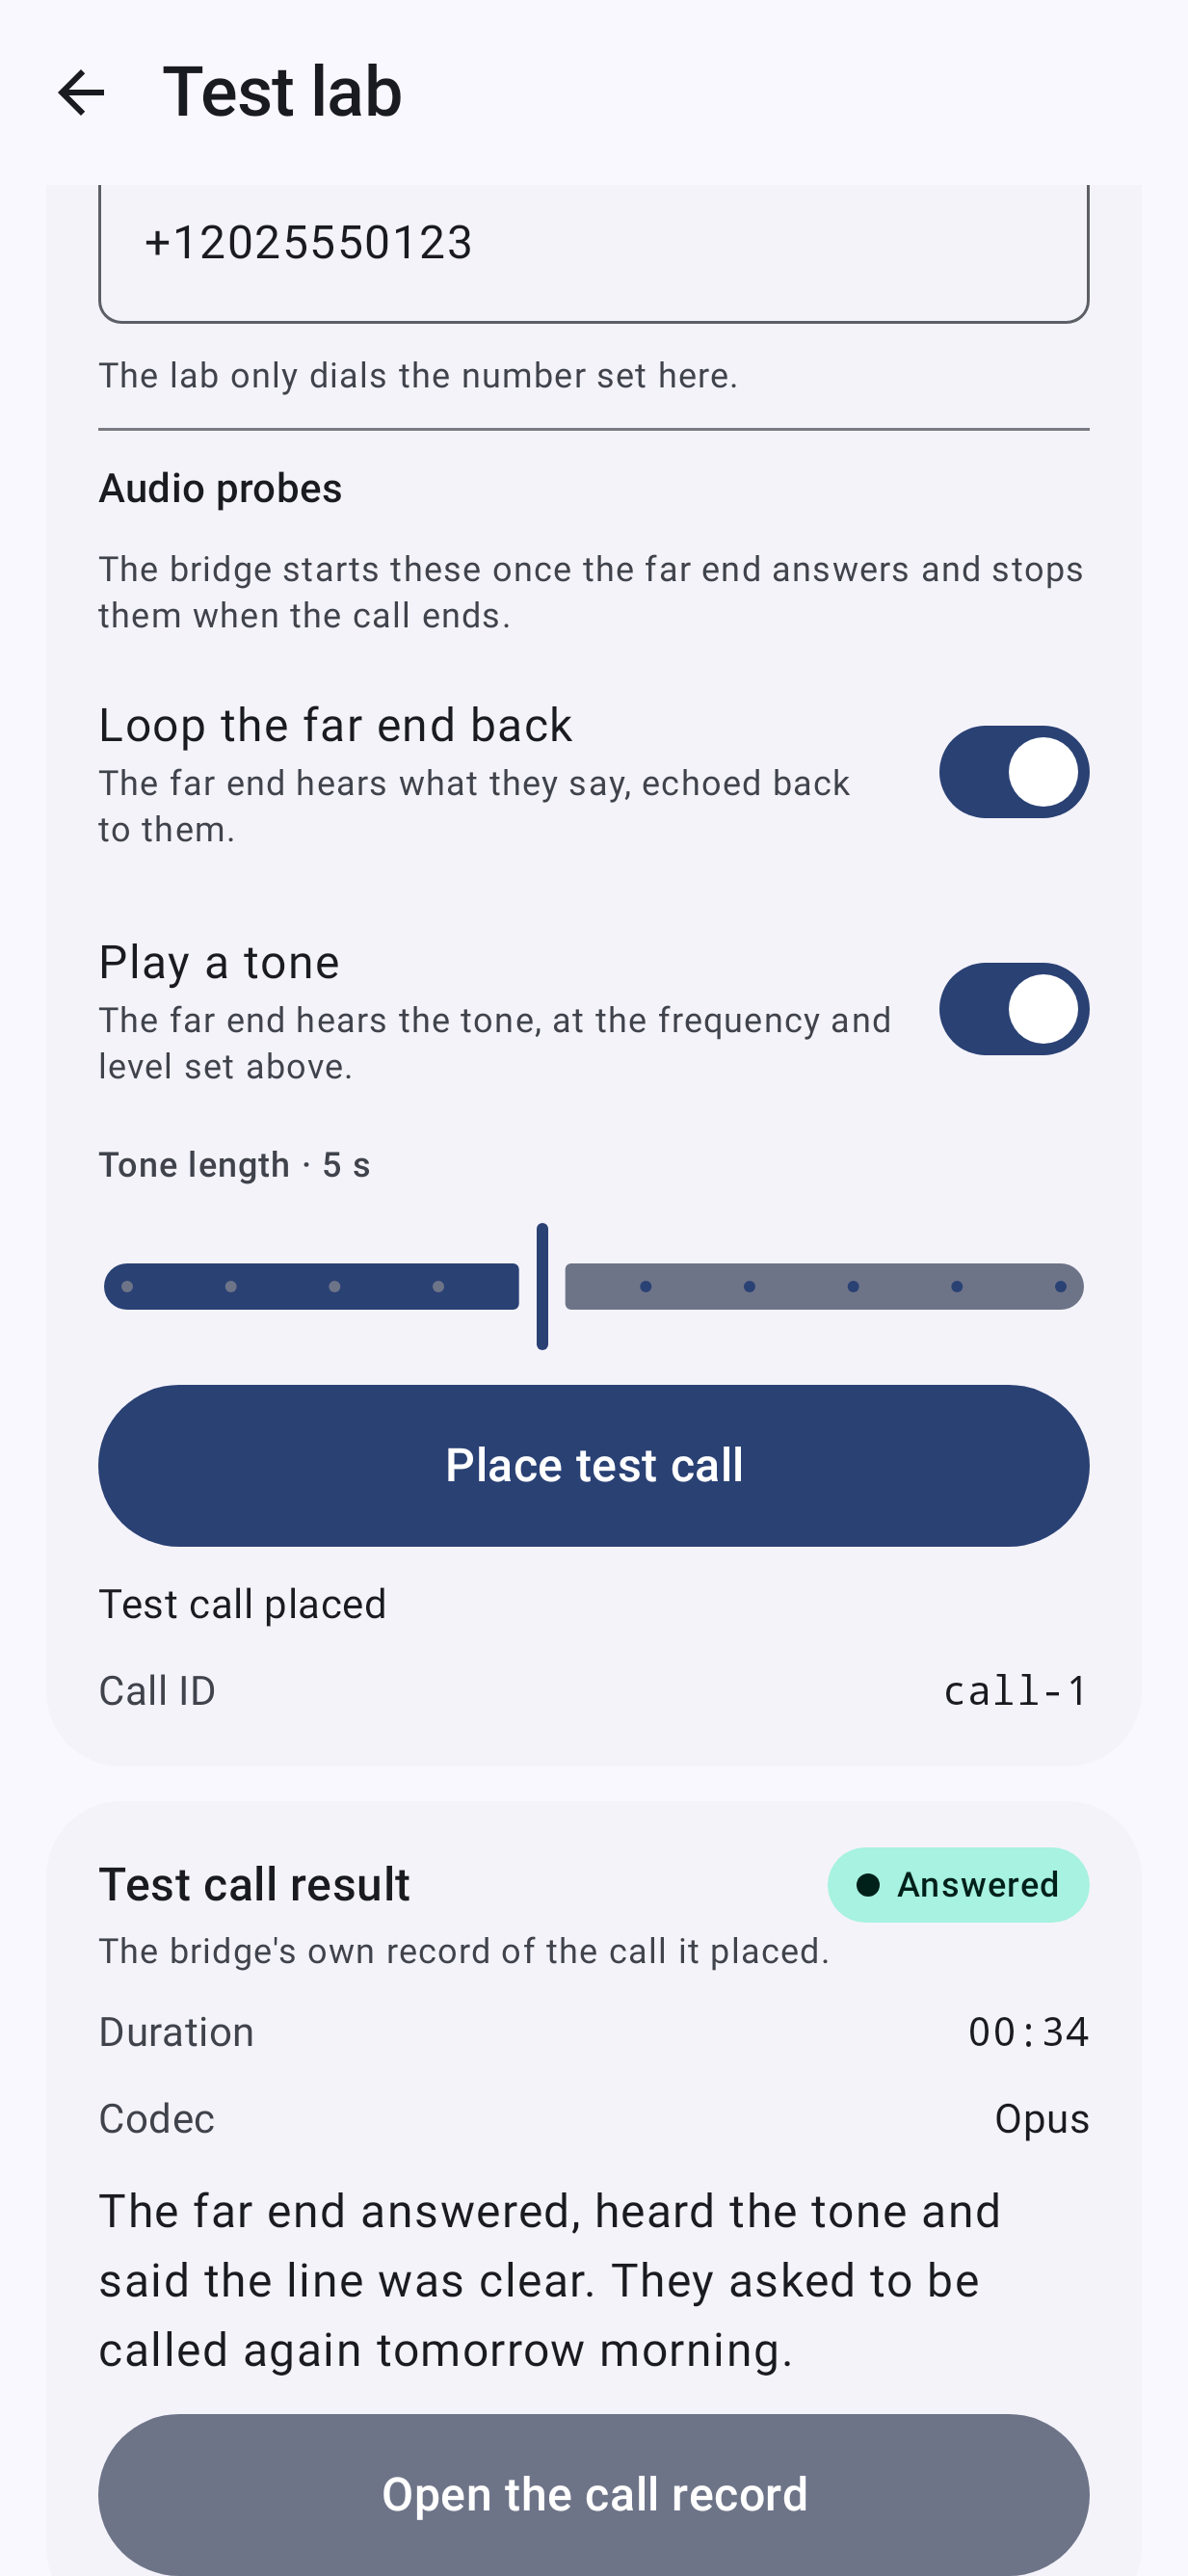 Test lab
+12025550123
The lab only dials the number set here.
Audio probes
The bridge starts these once the far end answers and stops
them when the call ends.
Loop the far end back
The far end hears what they say, echoed back
to them.
Play a tone
The far end hears the tone, at the frequency and
level set above.
Tone length · 5 s
Place test call
Test call placed
Call ID call-1
Test call result Answered
The bridge's own record of the call it placed.
Duration 00:34
Codec Opus
The far end answered, heard the tone and
said the line was clear. They asked to be
called again tomorrow morning.
Open the call record